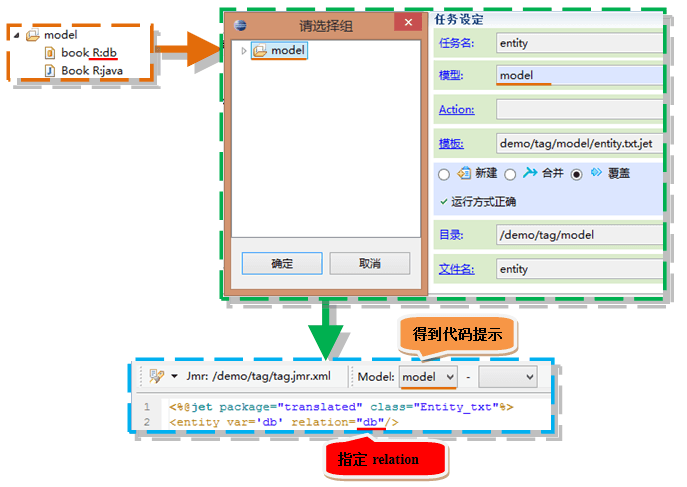 model
book R:db
Book R:java
请选择组
model
确定
取消
任务设定
任务名:
entity
模型:
model
Action:
模板:
demo/tag/model/entity.txt.jet
新建
合并
覆盖
运行方式正确
目录:
/demo/tag/model
文件名:
entity
得到代码提示
Jmr: /demo/tag/tag.jmr.xml
Model:
model
-
1 <%@jet package="translated" class="Entity_txt"%>
2 <entity var='db' relation="db"/>
指定 relation